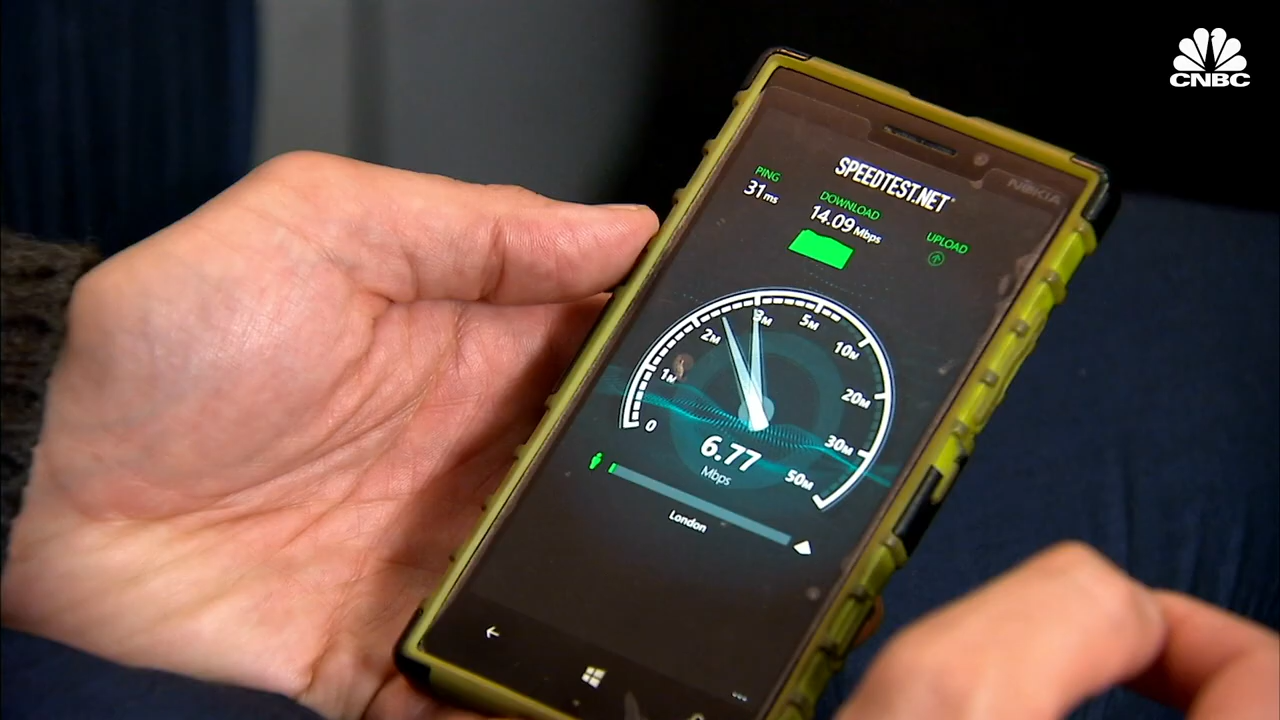 CNBC
NOKIA
SPEEDTEST.NET
PING
31 ms
DOWNLOAD
14.09 Mbps
UPLOAD
0
1M
2M
3M
5M
10M
20M
30M
50M
6.77
Mbps
London